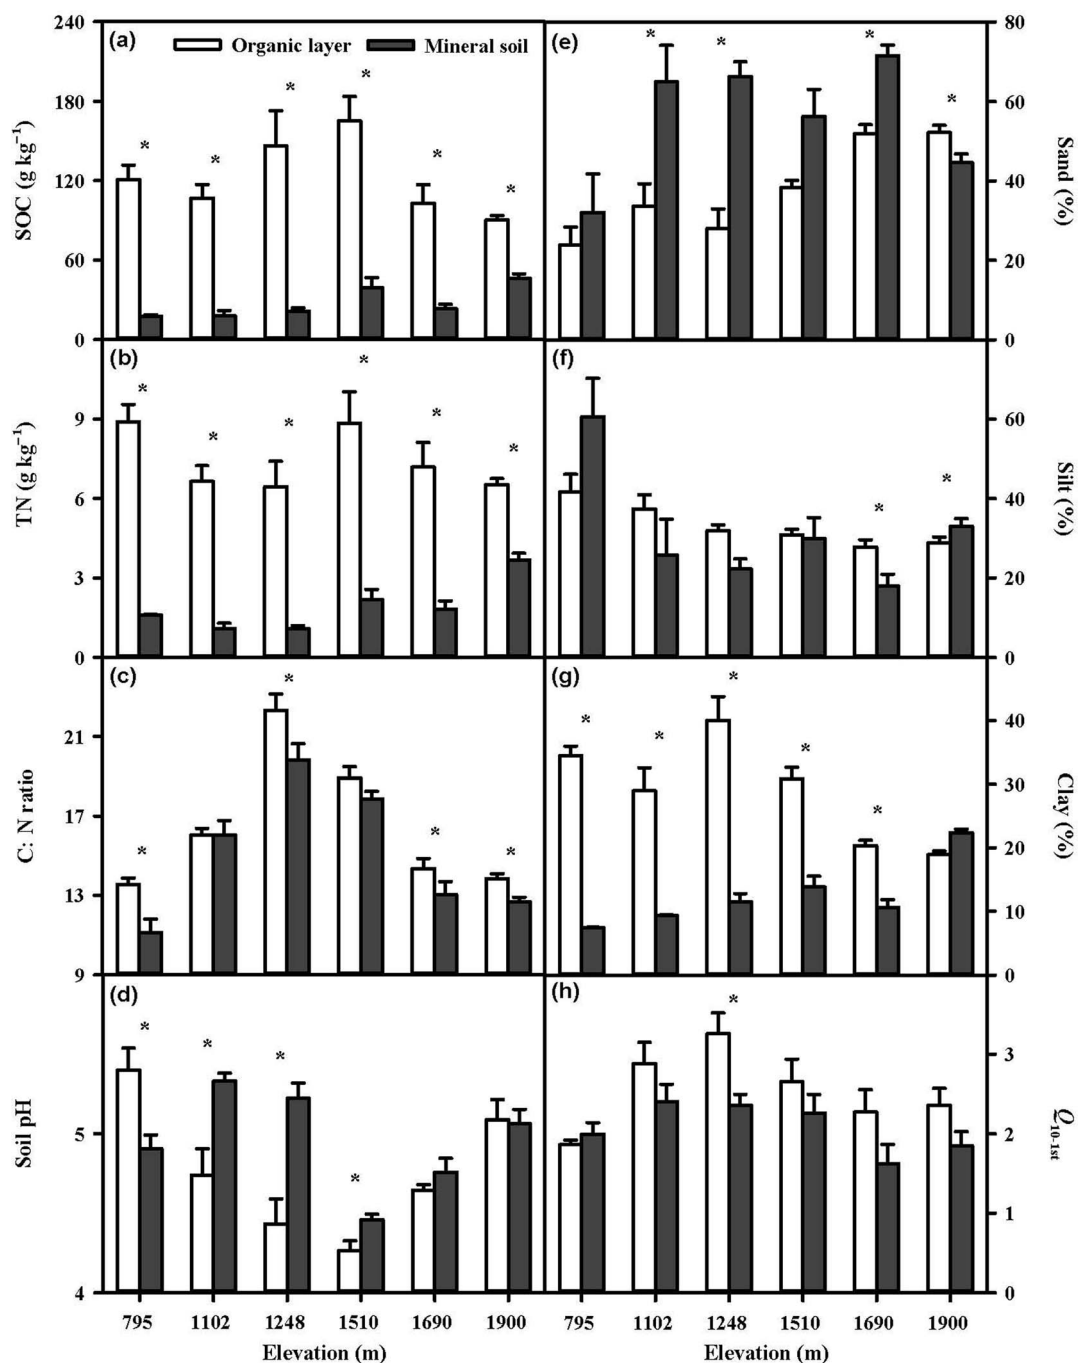 (a)
Organic layer
Mineral soil
SOC (g kg⁻¹)
240
180
120
60
0
* * * * * *
(e)
Sand (%)
80
60
40
20
0
* * * *
(b)
TN (g kg⁻¹)
9
6
3
0
* * * * * *
(f)
Silt (%)
60
40
20
0
* *
(c)
C: N ratio
21
17
13
9
* * * *
(g)
Clay (%)
40
30
20
10
0
* * * * *
(d)
Soil pH
5
4
* * * *
(h)
Q10-1st
3
2
1
0
*
795 1102 1248 1510 1690 1900
Elevation (m)
795 1102 1248 1510 1690 1900
Elevation (m)